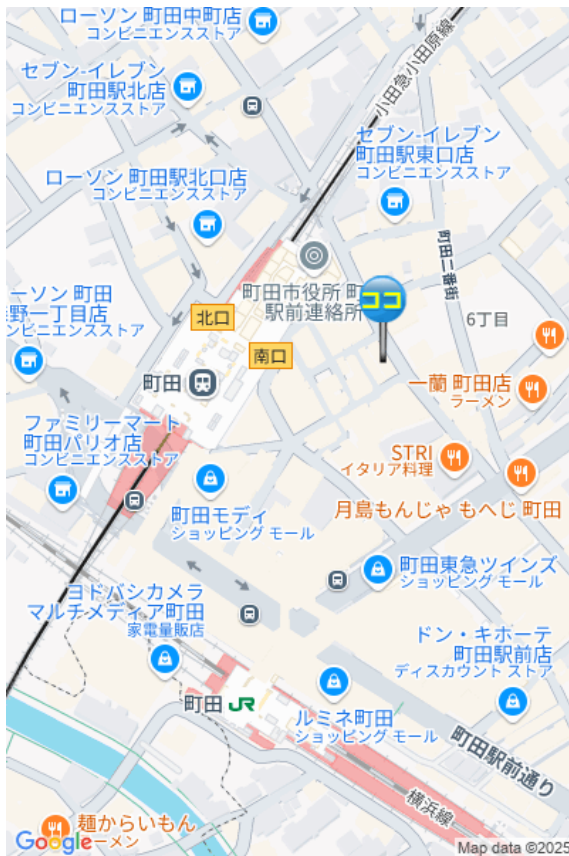 ローソン 町田中町店
コンビニエンスストア
小田急小田原線
セブン-イレブン
町田駅北店
コンビニエンスストア
セブン-イレブン
町田駅東口店
コンビニエンスストア
ローソン 町田駅北口店
コンビニエンスストア
町田二番街
町田市役所 町
駅前連絡所
ココ
ーソン 町田
野一丁目店
ンビニエンスストア
北口
6丁目
南口
町田
一蘭 町田店
ラーメン
ファミリーマート
町田パリオ店
コンビニエンスストア
STRI
イタリア料理
町田モディ
ショッピング モール
月島もんじゃ もへじ 町田
町田東急ツインズ
ショッピング モール
ヨドバシカメラ
マルチメディア町田
家電量販店
ドン・キホーテ
町田駅前店
ディスカウント ストア
町田 JR
ルミネ町田
ショッピング モール
町田駅前通り
横浜線
麺からいもん
ーメン
Google
Map data ©2025